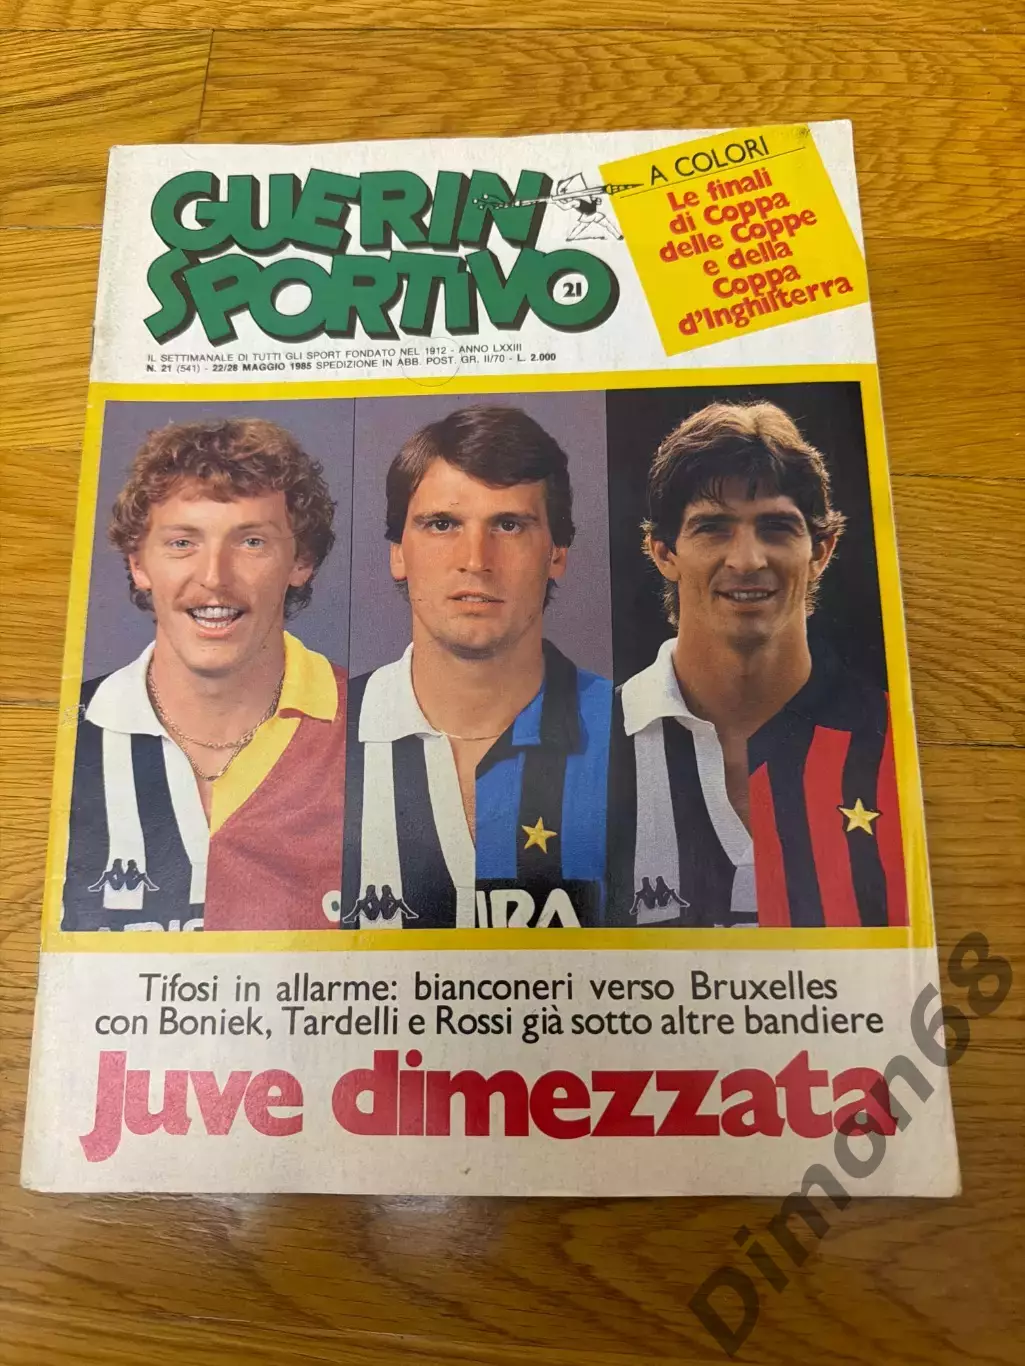 GUERIN
SPORTIVO
21
A COLORI
Le finali
di Coppa
delle Coppe
e della
Coppa
d'Inghilterra
IL SETTIMANALE DI TUTTI GLI SPORT FONDATO NEL 1912 - ANNO LXXIII
N. 21 (541) - 22/28 MAGGIO 1985 SPEDIZIONE IN ABB. POST. GR. II/70 - L. 2.000
Tifosi in allarme: bianconeri verso Bruxelles
con Boniek, Tardelli e Rossi già sotto altre bandiere
Juve dimezzata
Dimon68